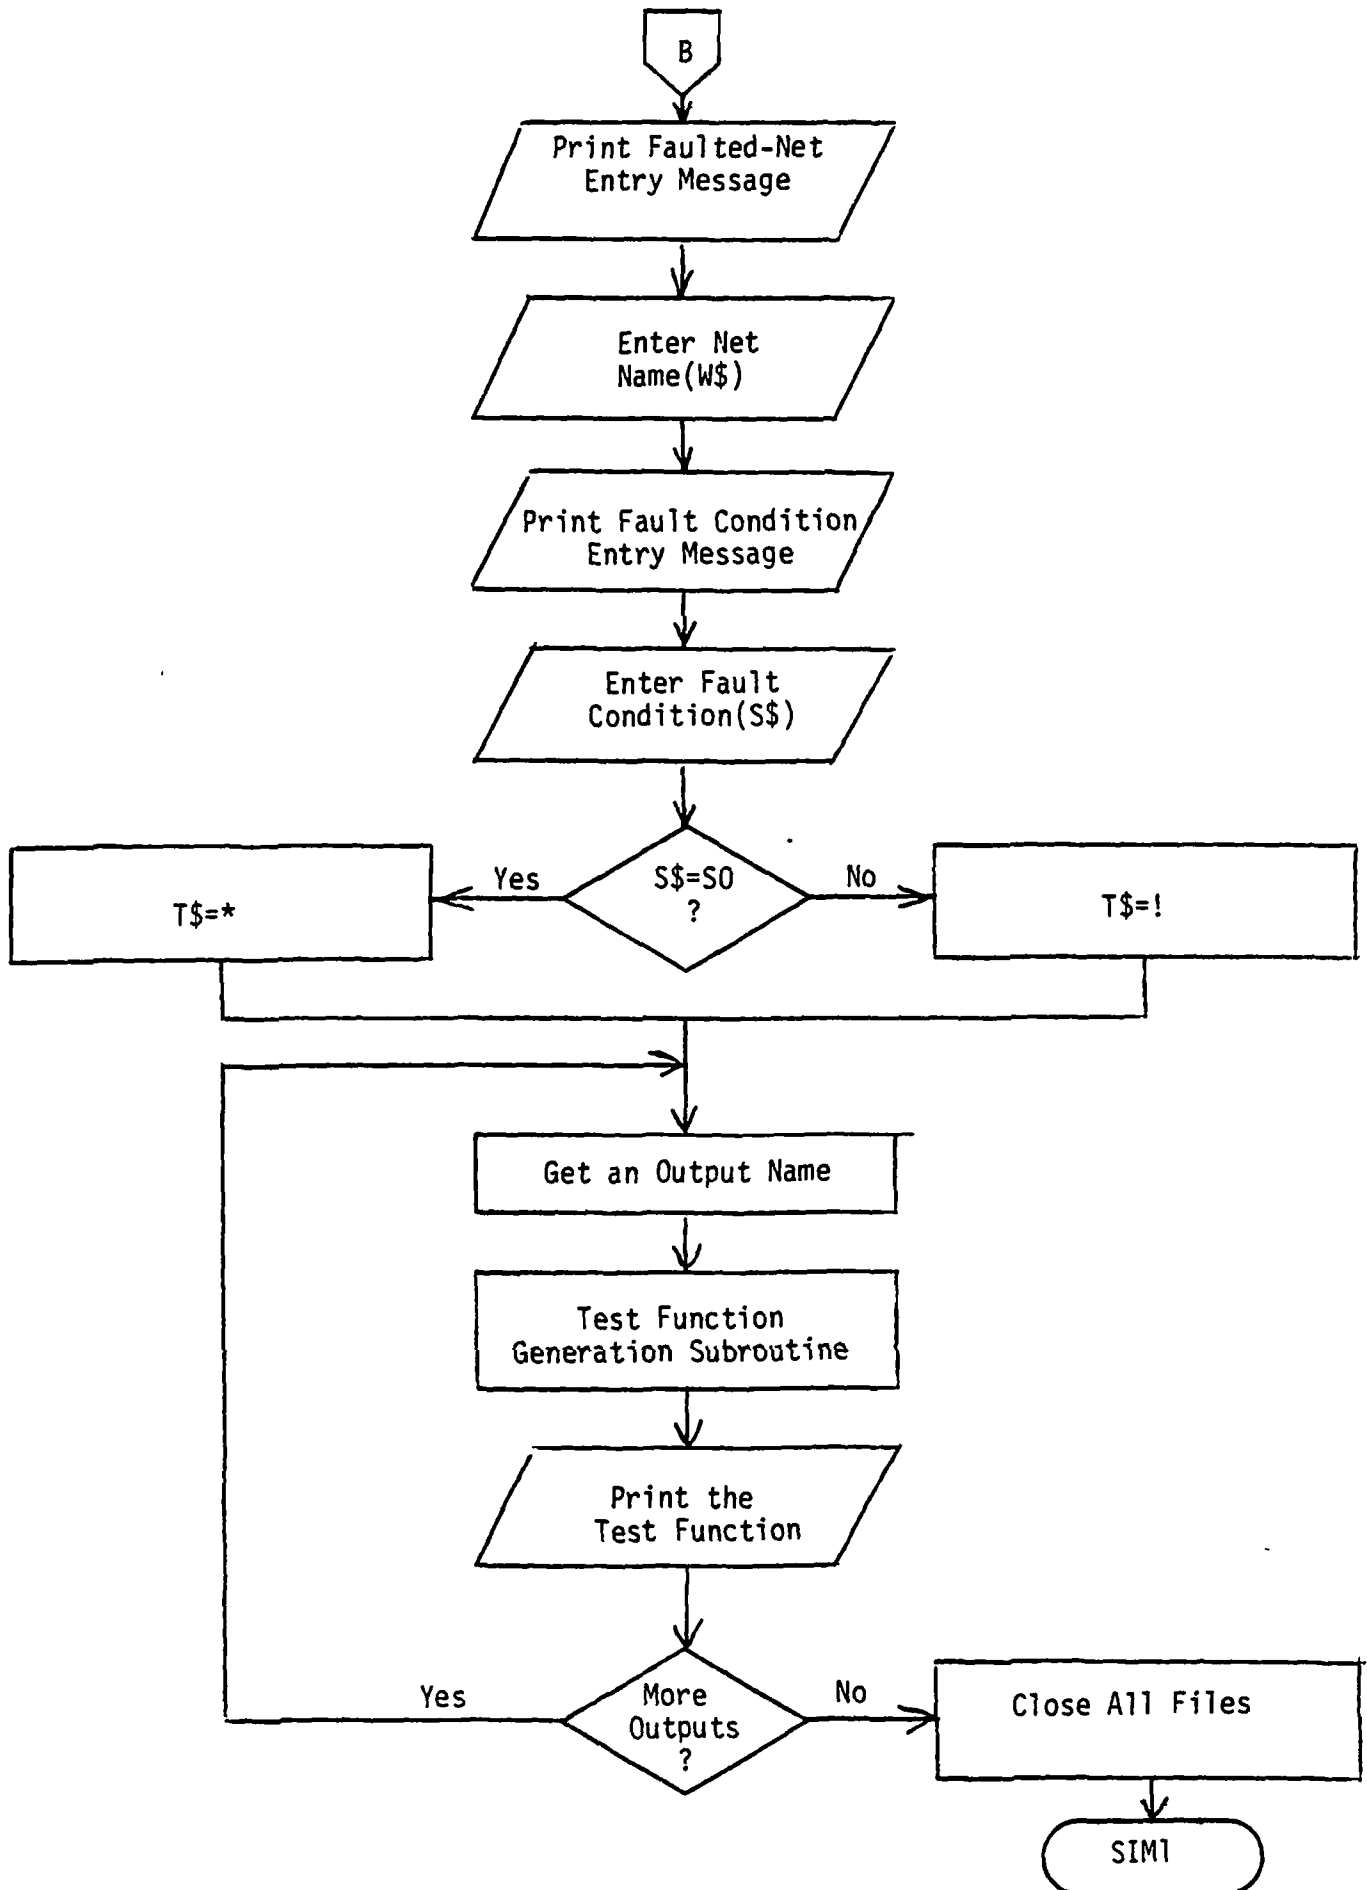 B
Print Faulted-Net
Entry Message
Enter Net
Name(W$)
Print Fault Condition
Entry Message
Enter Fault
Condition(S$)
S$=S0
?
Yes
No
T$=*
T$=!
Get an Output Name
Test Function
Generation Subroutine
Print the
Test Function
More
Outputs
?
Yes
No
Close All Files
SIM1